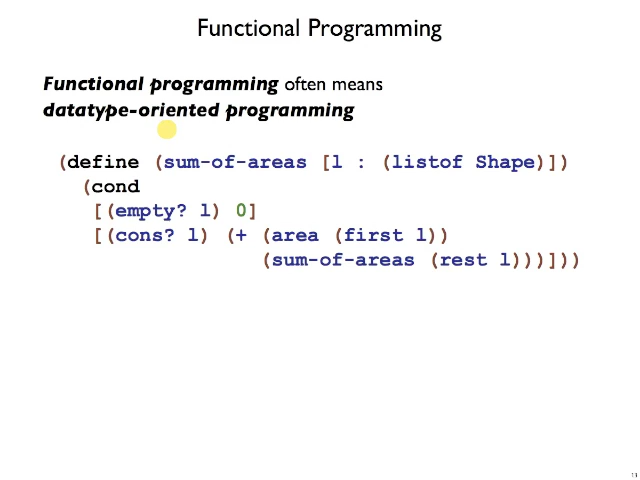 Functional Programming
Functional programming often means
datatype-oriented programming
(define (sum-of-areas [l : (listof Shape)])
(cond
[(empty? l) 0]
[(cons? l) (+ (area (first l))
(sum-of-areas (rest l)))]))